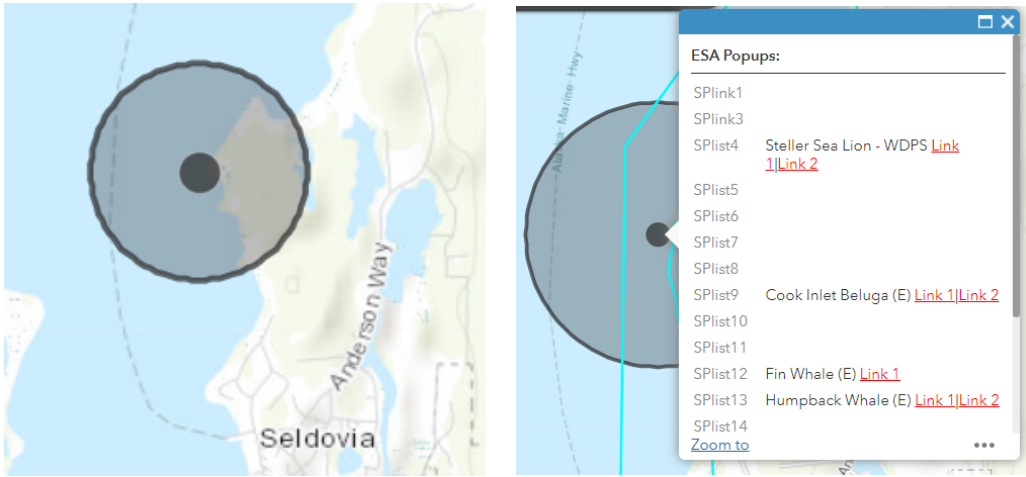 Anderson Way
Seldovia
Alaska Marine Hwy
ESA Popups:
SPlink1
SPlink3
SPlist4 Steller Sea Lion - WDPS Link
1|Link 2
SPlist5
SPlist6
SPlist7
SPlist8
SPlist9 Cook Inlet Beluga (E) Link 1|Link 2
SPlist10
SPlist11
SPlist12 Fin Whale (E) Link 1
SPlist13 Humpback Whale (E) Link 1|Link 2
SPlist14
Zoom to
An